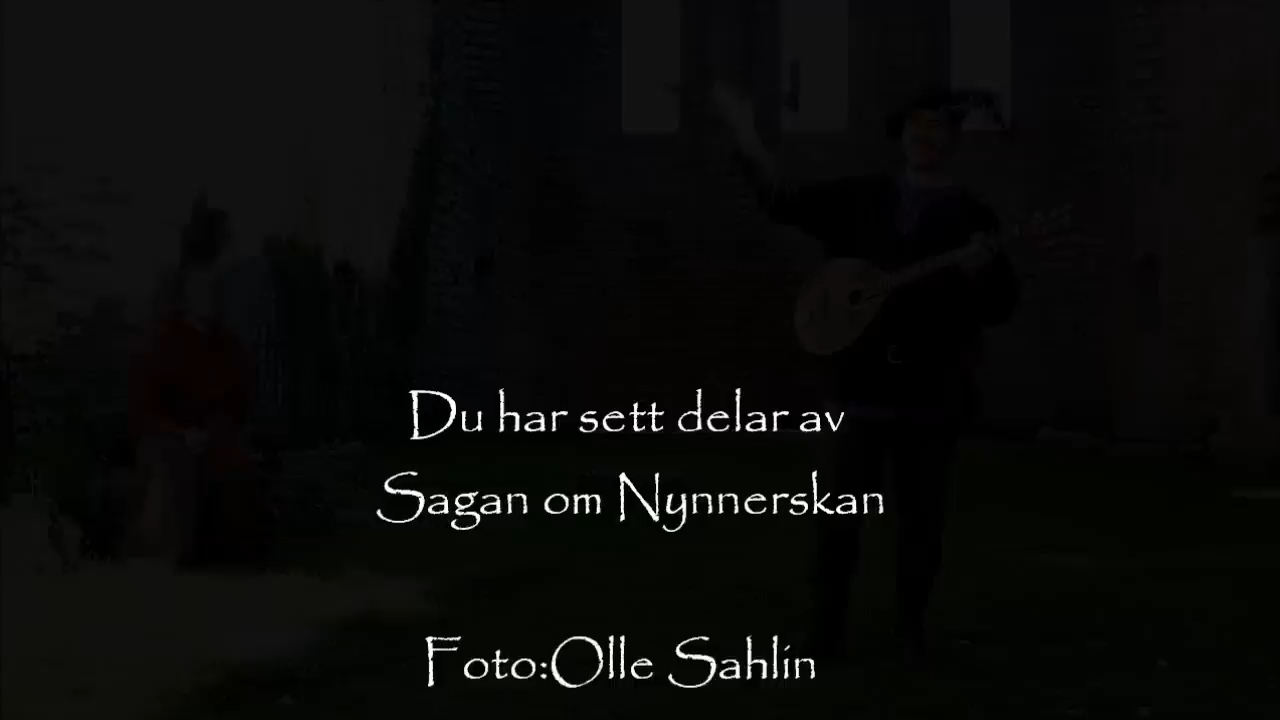 Du har sett delar av
Sagan om Nynnerskan
Foto:Olle Sahlin